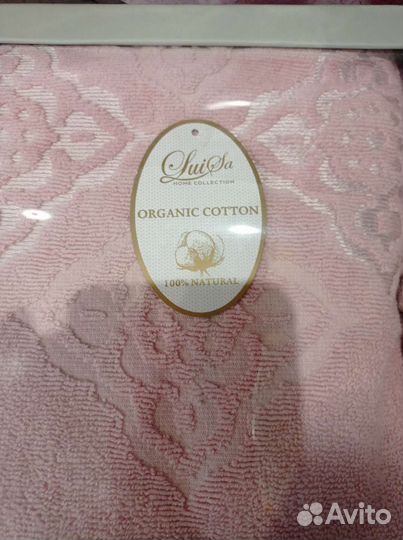 LuiSa
HOME COLLECTION
ORGANIC COTTON
100% NATURAL
Avito